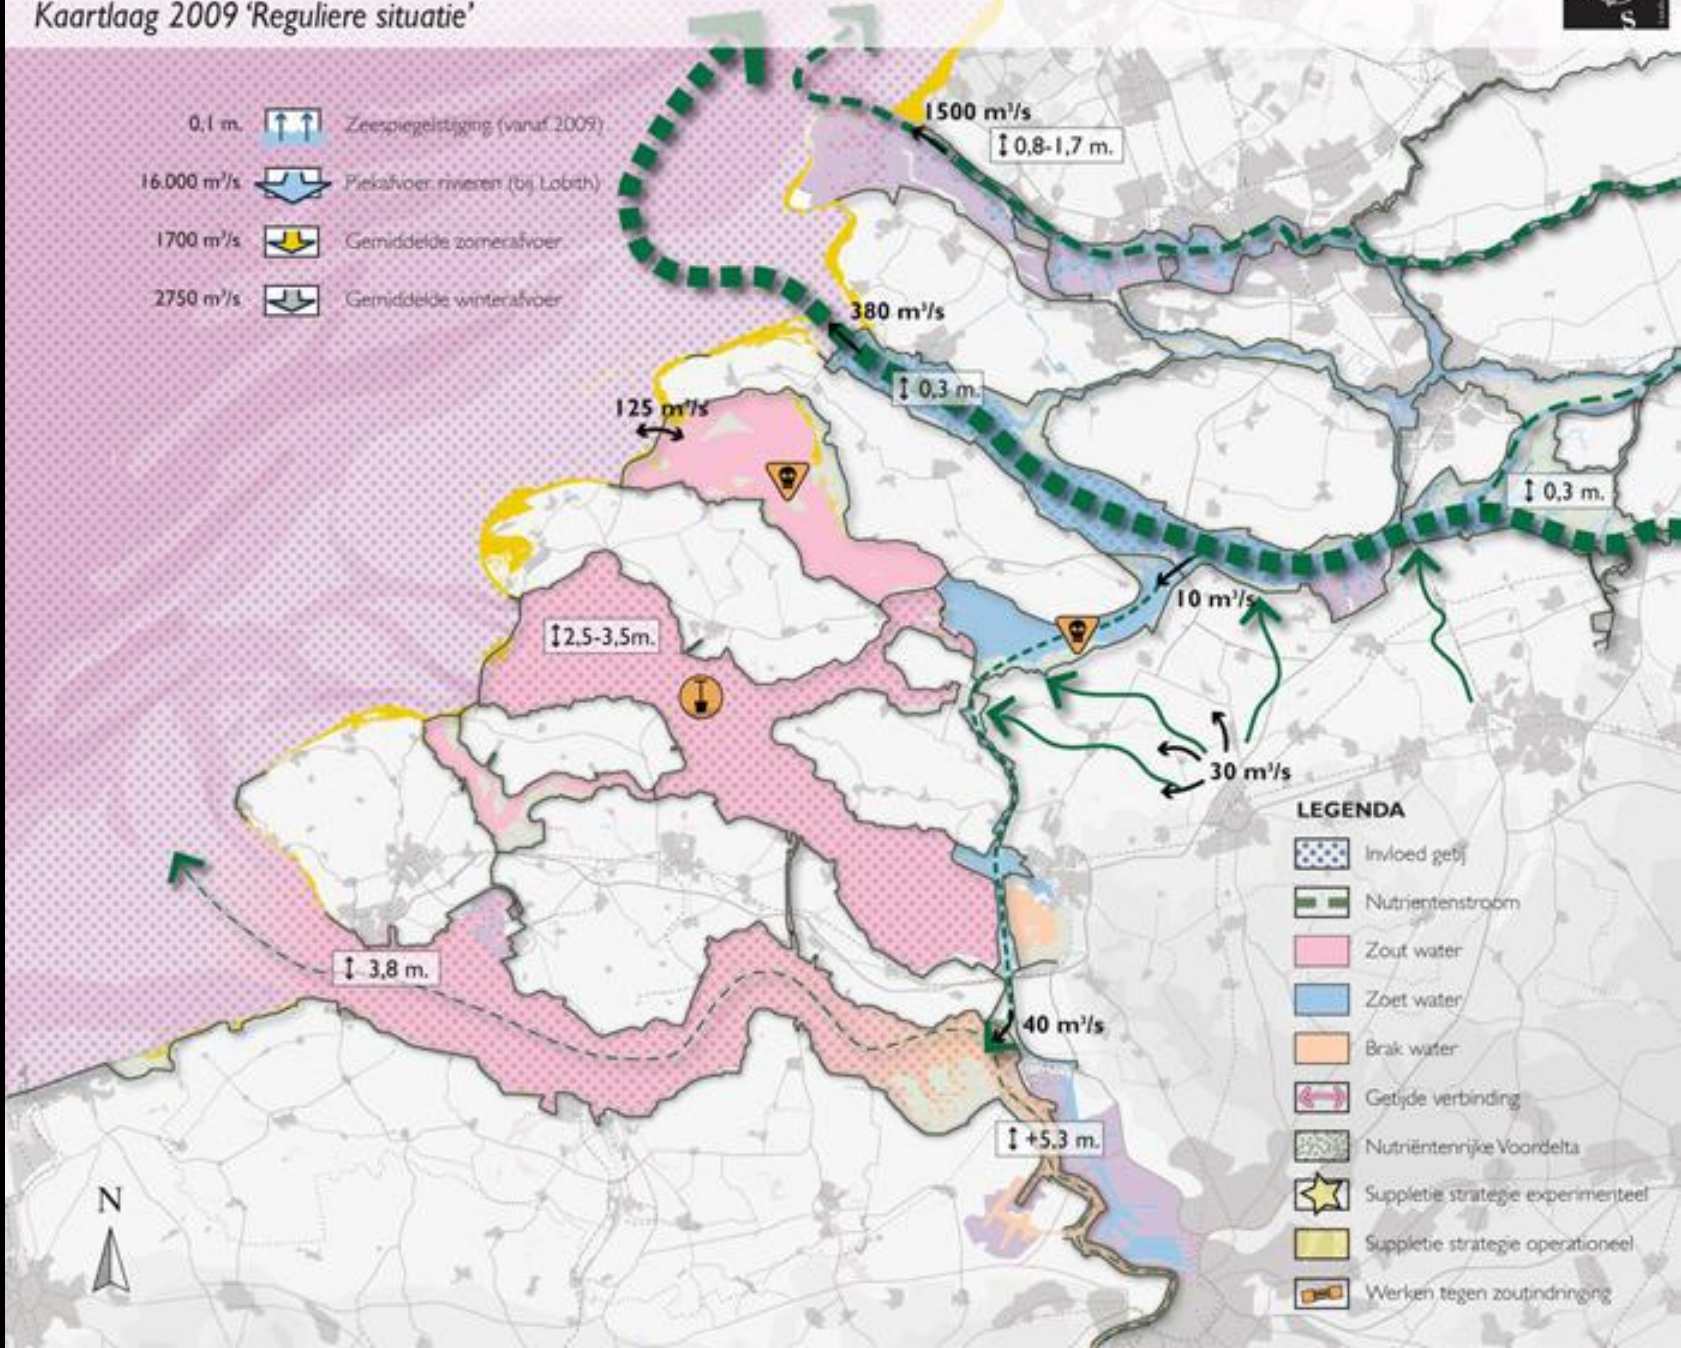 Kaartlaag 2009 ‘Reguliere situatie’
S
0,1 m. Zeespiegelstijging (vanaf 2009)
16.000 m³/s Piekafvoer rivieren (bij Lobith)
1700 m³/s Gemiddelde zomerafvoer
2750 m³/s Gemiddelde winterafvoer
1500 m³/s
0,8-1,7 m.
380 m³/s
0,3 m.
125 m³/s
0,3 m.
10 m³/s
2,5-3,5m.
30 m³/s
3,8 m.
40 m³/s
+5,3 m.
N
LEGENDA
Invloed getij
Nutrientenstroom
Zout water
Zoet water
Brak water
Getijde verbinding
Nutriëntenrijke Voordelta
Suppletie strategie experimenteel
Suppletie strategie operationeel
Werken tegen zoutindringing